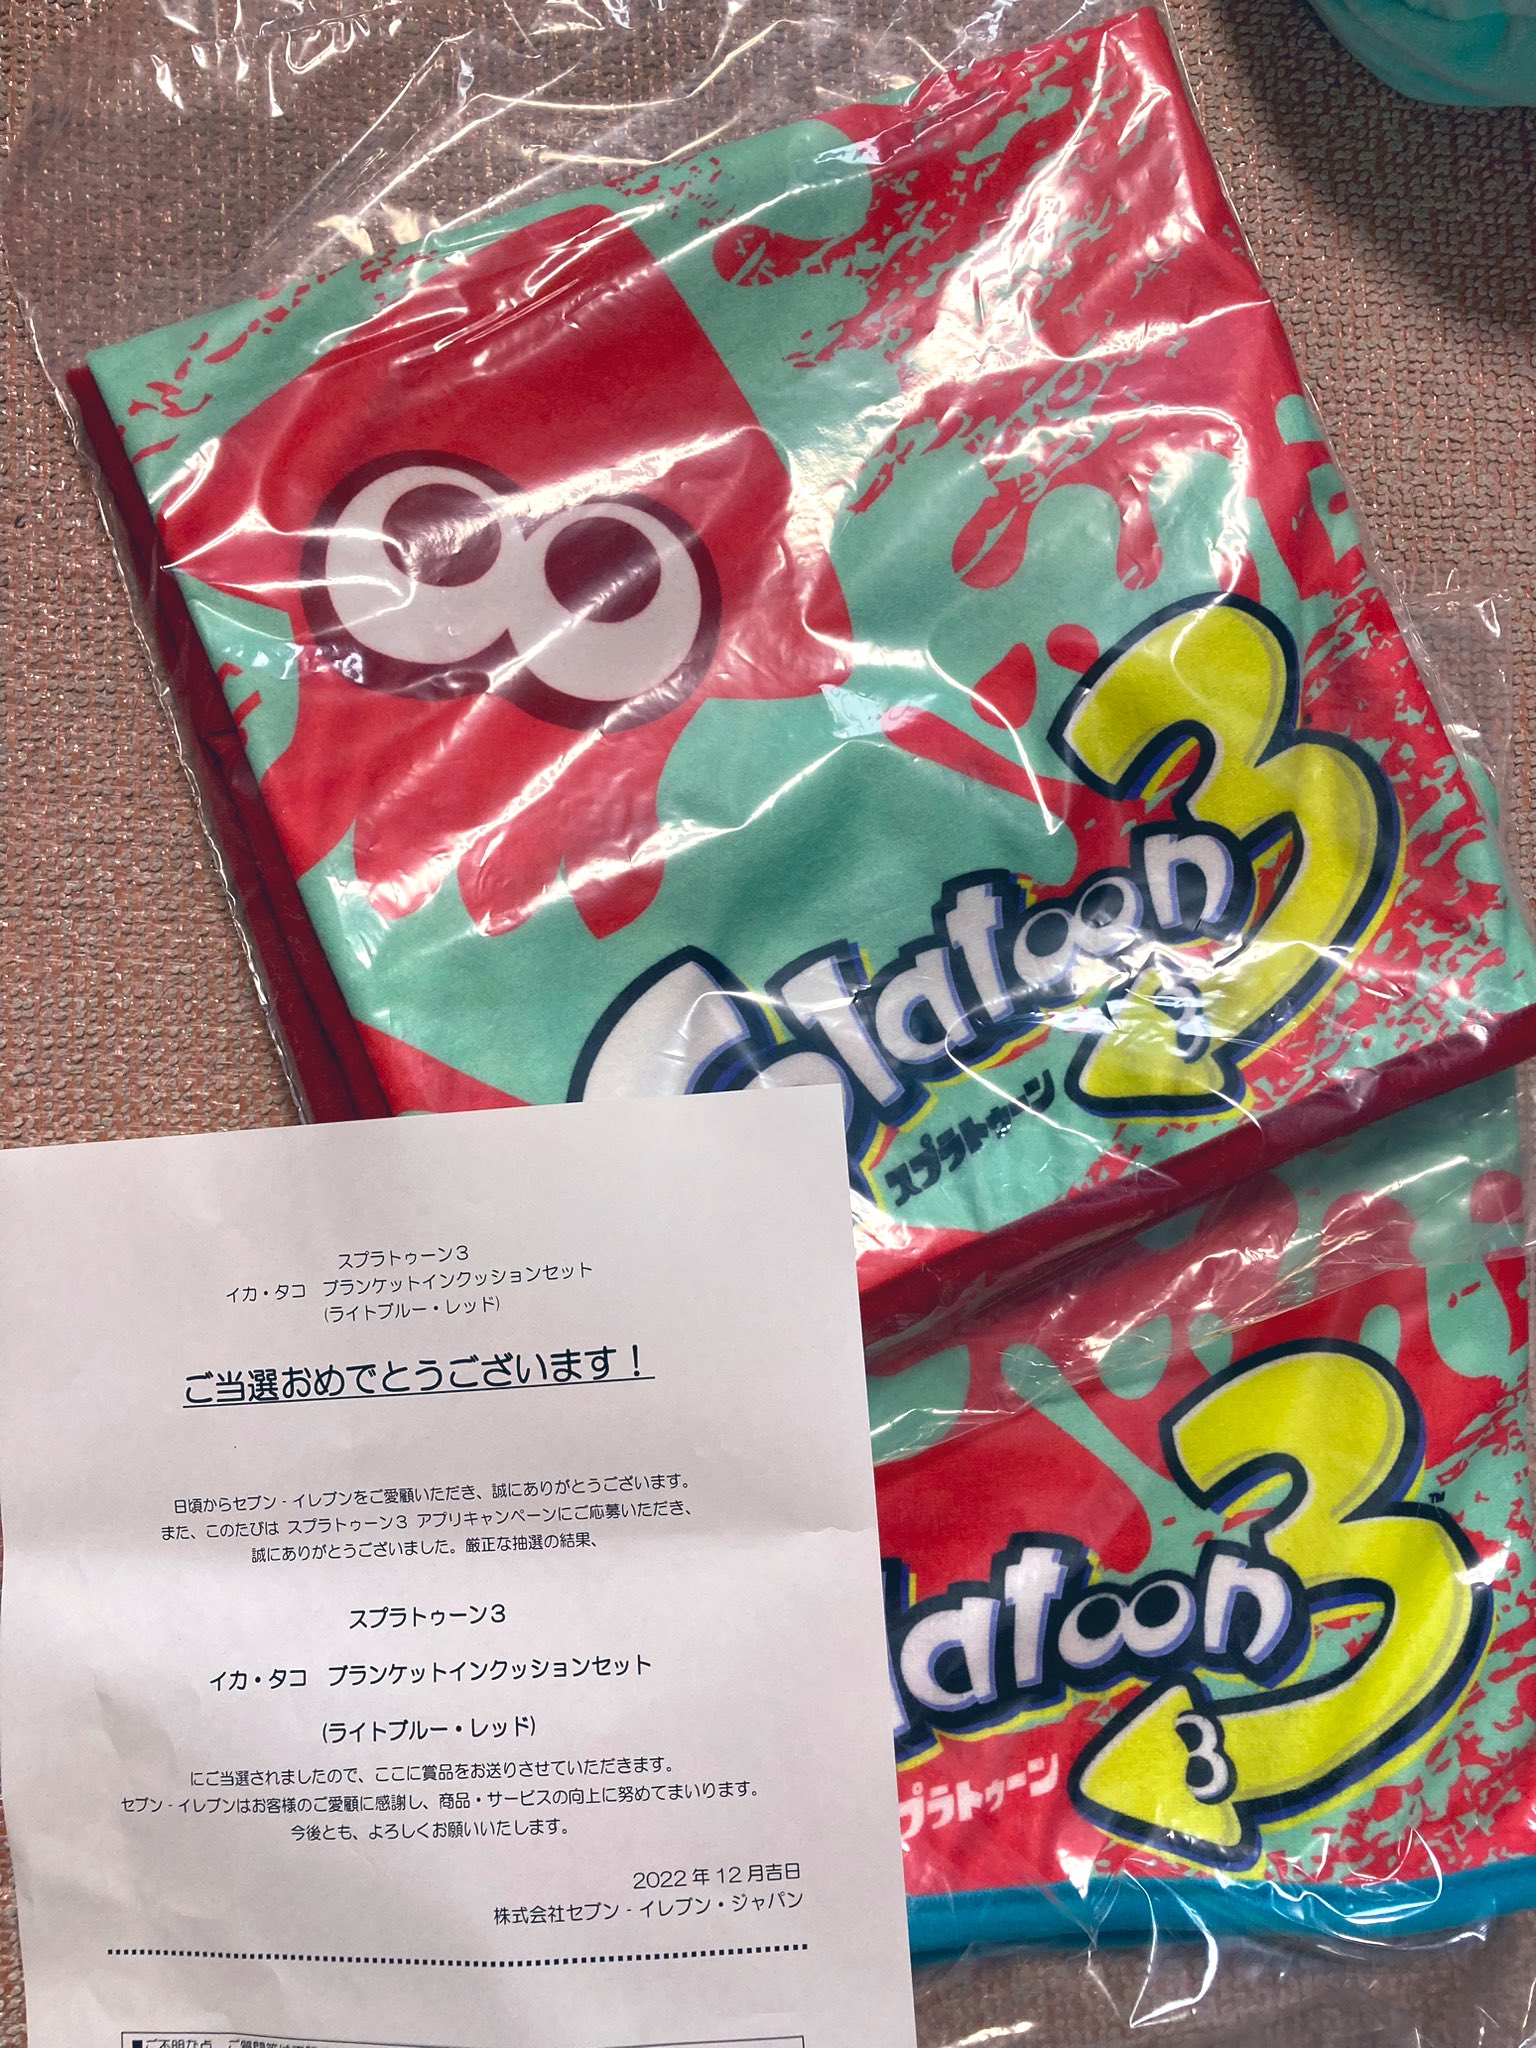 Splatoon 3
スプラトゥーン
latoon 3
TM
プラトゥーン
スプラトゥーン3
イカ・タコ ブランケットインクッションセット
(ライトブルー・レッド)
ご当選おめでとうございます！
日頃からセブン‐イレブンをご愛顧いただき、誠にありがとうございます。
また、このたびは スプラトゥーン3 アプリキャンペーンにご応募いただき、
誠にありがとうございました。厳正な抽選の結果、
スプラトゥーン3
イカ・タコ ブランケットインクッションセット
(ライトブルー・レッド)
にご当選されましたので、ここに賞品をお送りさせていただきます。
セブン‐イレブンはお客様のご愛顧に感謝し、商品・サービスの向上に努めてまいります。
今後とも、よろしくお願いいたします。
2022年12月吉日
株式会社セブン‐イレブン・ジャパン
■ご不明な点、ご質問等は